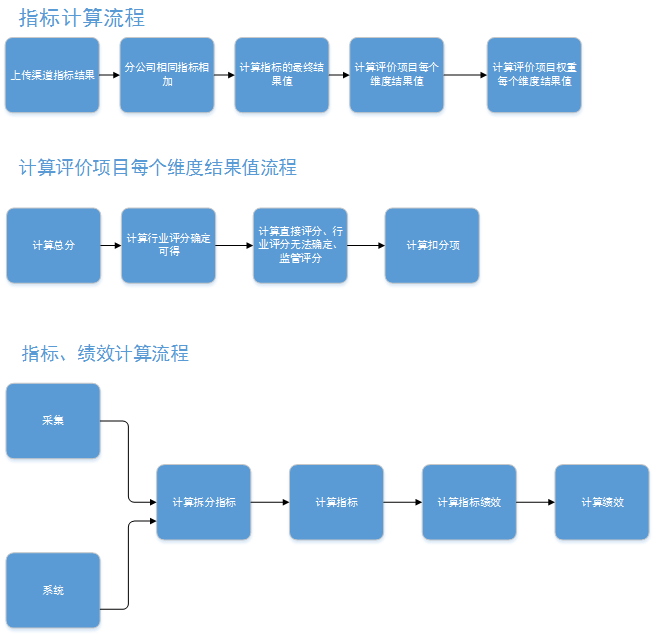 指标计算流程
上传渠道指标结果
分公司相同指标相
加
计算指标的最终结
果值
计算评价项目每个
维度结果值
计算评价项目权重
每个维度结果值
计算评价项目每个维度结果值流程
计算总分
计算行业评分确定
可得
计算直接评分、行
业评分无法确定、
监管评分
计算扣分项
指标、绩效计算流程
采集
计算拆分指标
计算指标
计算指标绩效
计算绩效
系统